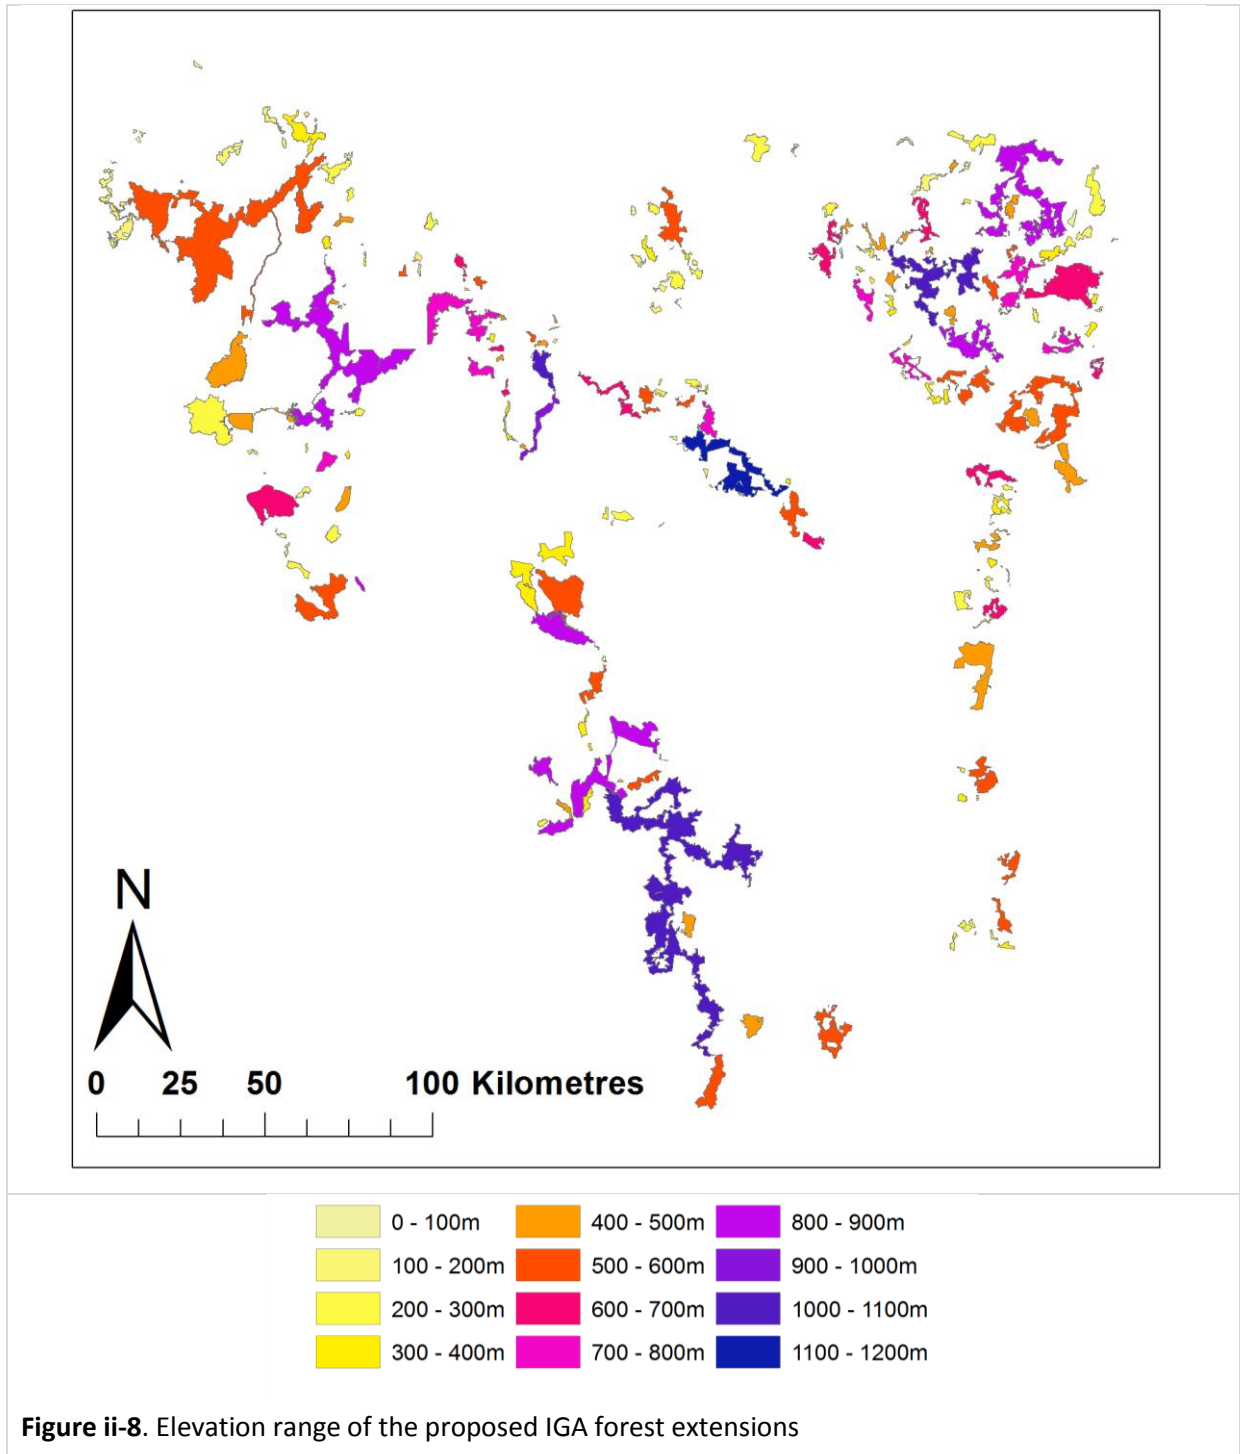 N
0 25 50 100 Kilometres
0 - 100m 400 - 500m 800 - 900m
100 - 200m 500 - 600m 900 - 1000m
200 - 300m 600 - 700m 1000 - 1100m
300 - 400m 700 - 800m 1100 - 1200m
Figure ii-8. Elevation range of the proposed IGA forest extensions